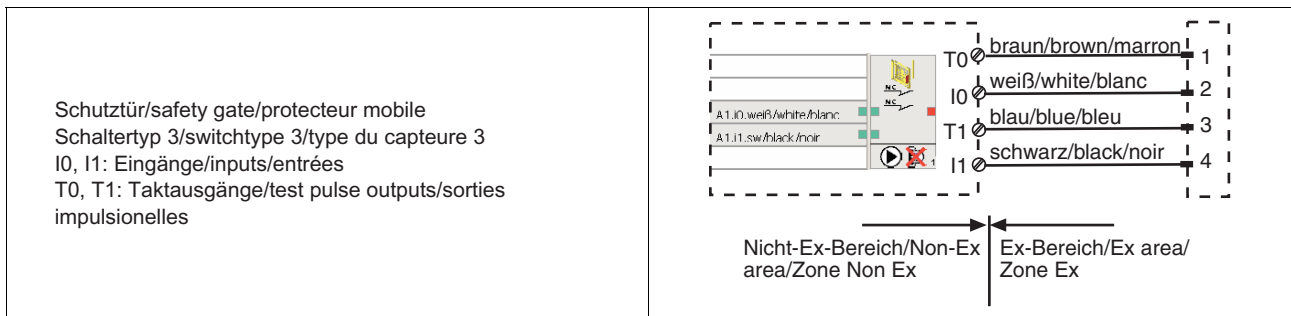 Schutztür/safety gate/protecteur mobile
Schaltertyp 3/switchtype 3/type du capteure 3
I0, I1: Eingänge/inputs/entrées
T0, T1: Taktausgänge/test pulse outputs/sorties
impulsionelles
T0 braun/brown/marron 1
NC
I0 weiß/white/blanc 2
NC
A1.i0.weiß/white/blanc
T1 blau/blue/bleu 3
A1.i1.sw/black/noir
I1 schwarz/black/noir 4
1
Nicht-Ex-Bereich/Non-Ex
area/Zone Non Ex
Ex-Bereich/Ex area/
Zone Ex